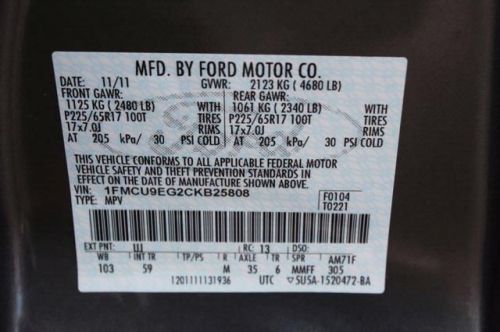 MFD. BY FORD MOTOR CO.
DATE: 11/11 GVWR: 2123 KG ( 4680 LB)
FRONT GAWR: REAR GAWR:
1125 KG ( 2480 LB) WITH 1061 KG ( 2340 LB) WITH
P225/65R17 100T TIRES P225/65R17 100T TIRES
17x7.0J RIMS 17x7.0J RIMS
AT 205 kPa/ 30 PSI COLD AT 205 kPa/ 30 PSI COLD
THIS VEHICLE CONFORMS TO ALL APPLICABLE FEDERAL MOTOR
VEHICLE SAFETY AND THEFT PREVENTION STANDARDS IN
EFFECT ON THE DATE OF MANUFACTURE SHOWN ABOVE.
VIN: 1FMCU9EG2CKB25808 F0104
TYPE: MPV T0221
EXT PNT: UJ RC: 13 DSO:
WB INT TR TP/PS R AXLE TR SPR AM71F
103 59 M 35 6 MMFF 305
1201111131936 UTC ▽ 5U5A-1520472-BA